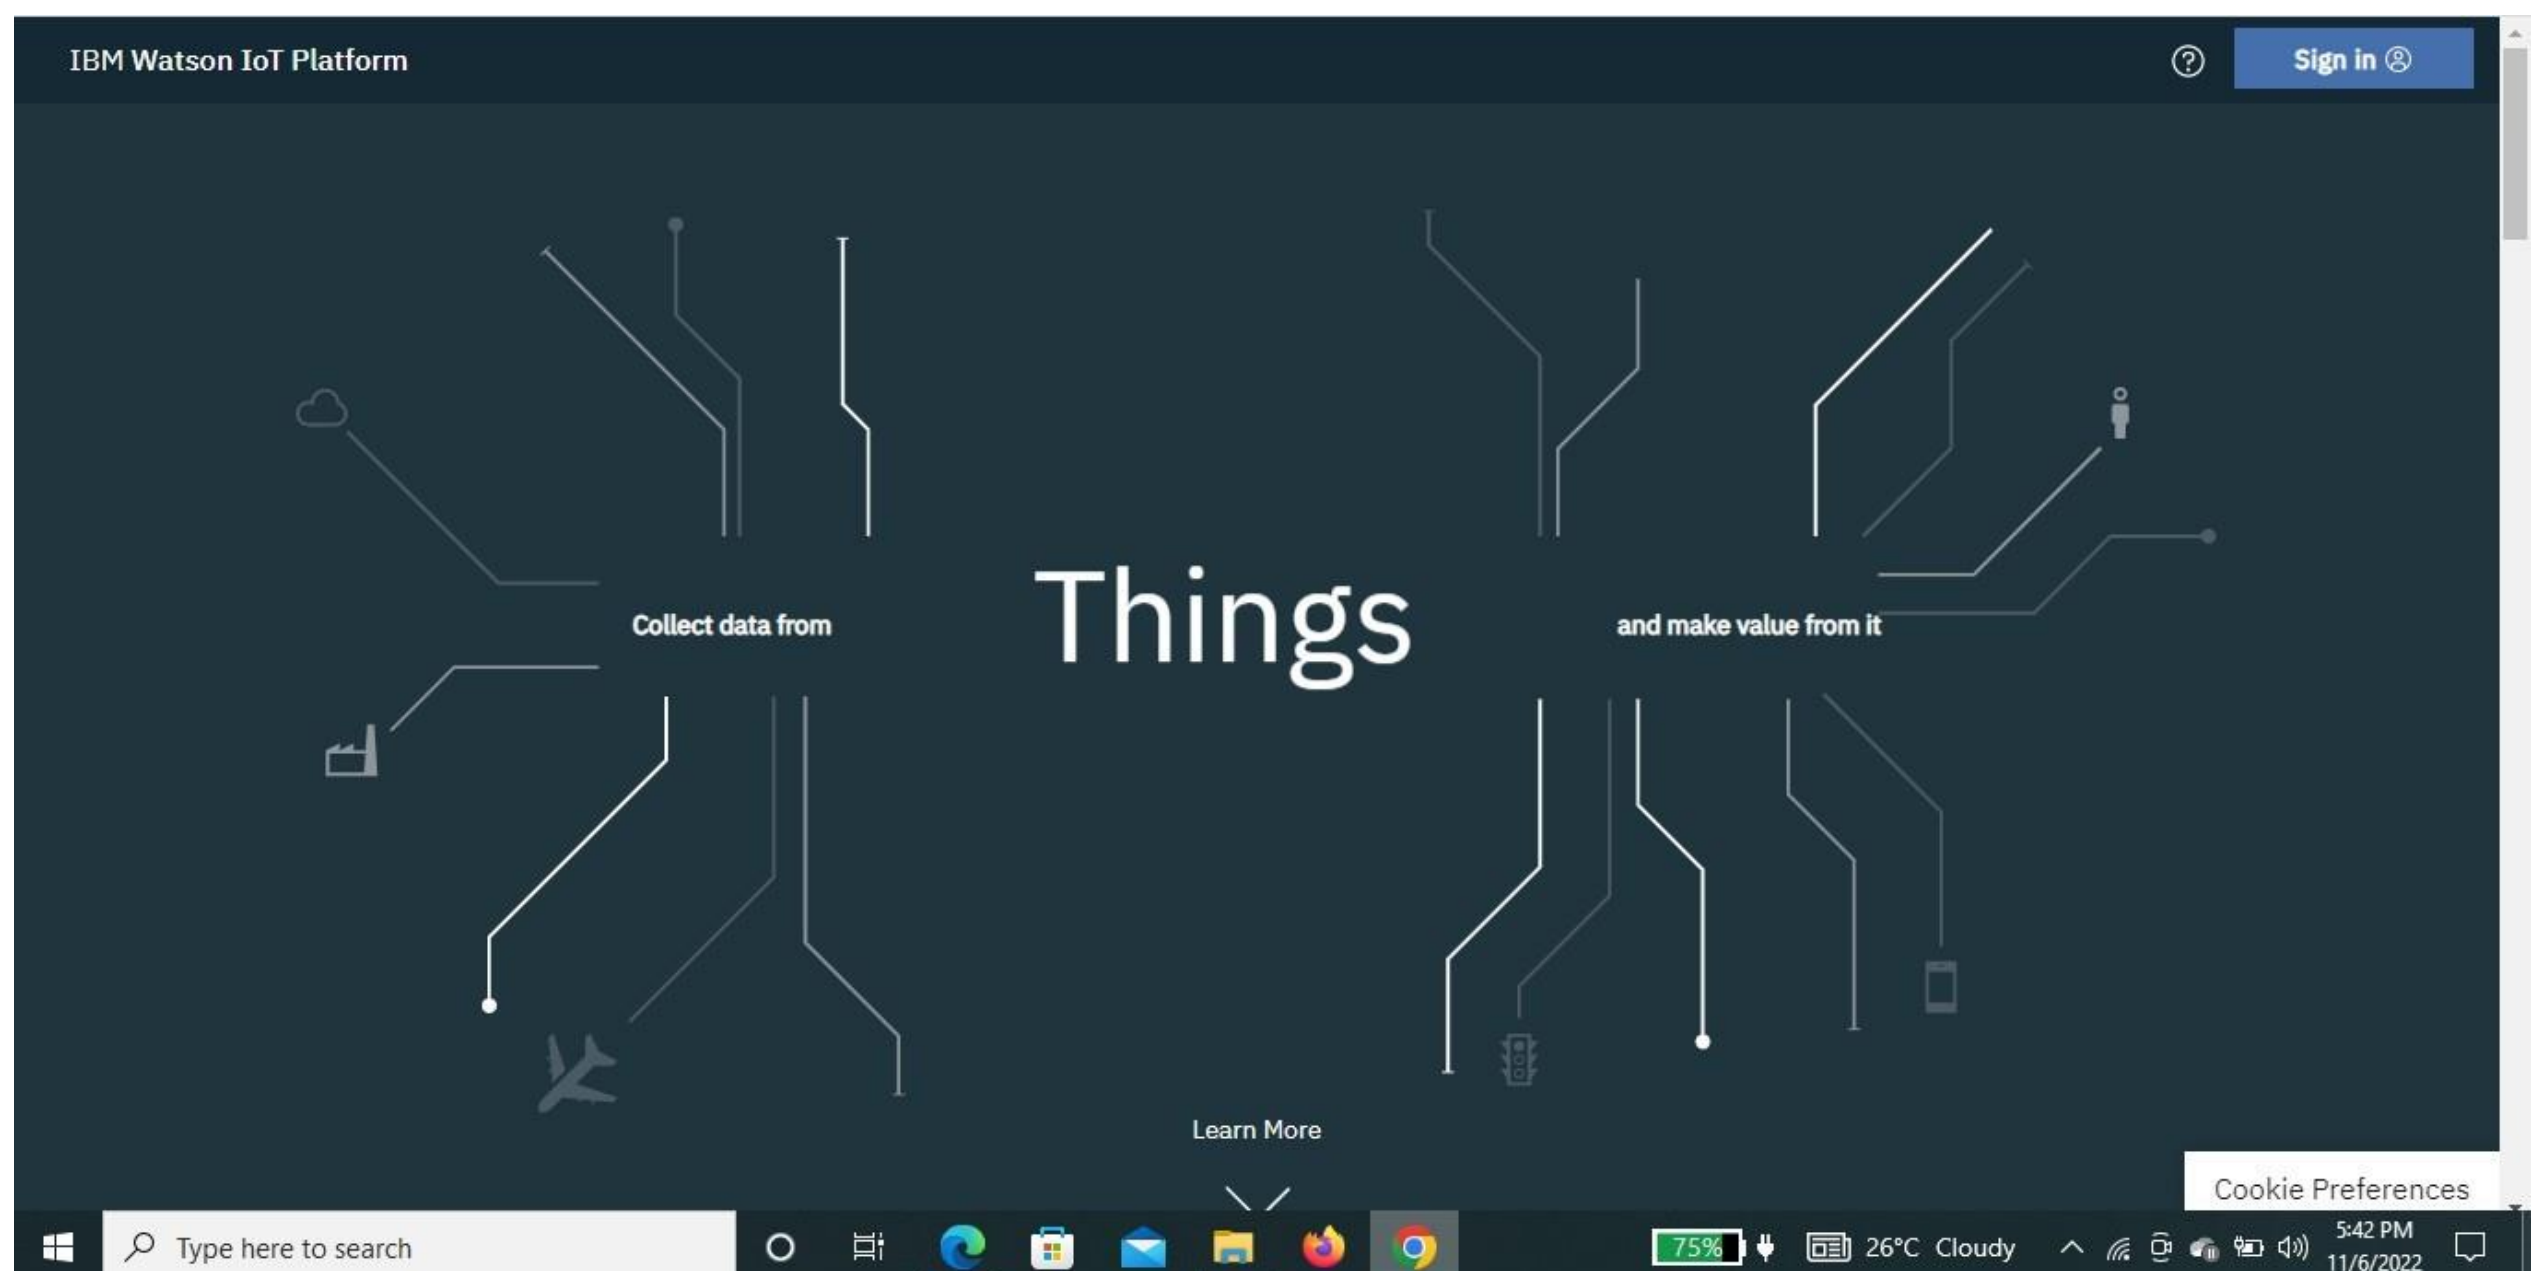 IBM Watson IoT Platform
Sign in
Collect data from
Things
and make value from it
Learn More
Cookie Preferences
Type here to search
75%
26°C Cloudy
5:42 PM
11/6/2022